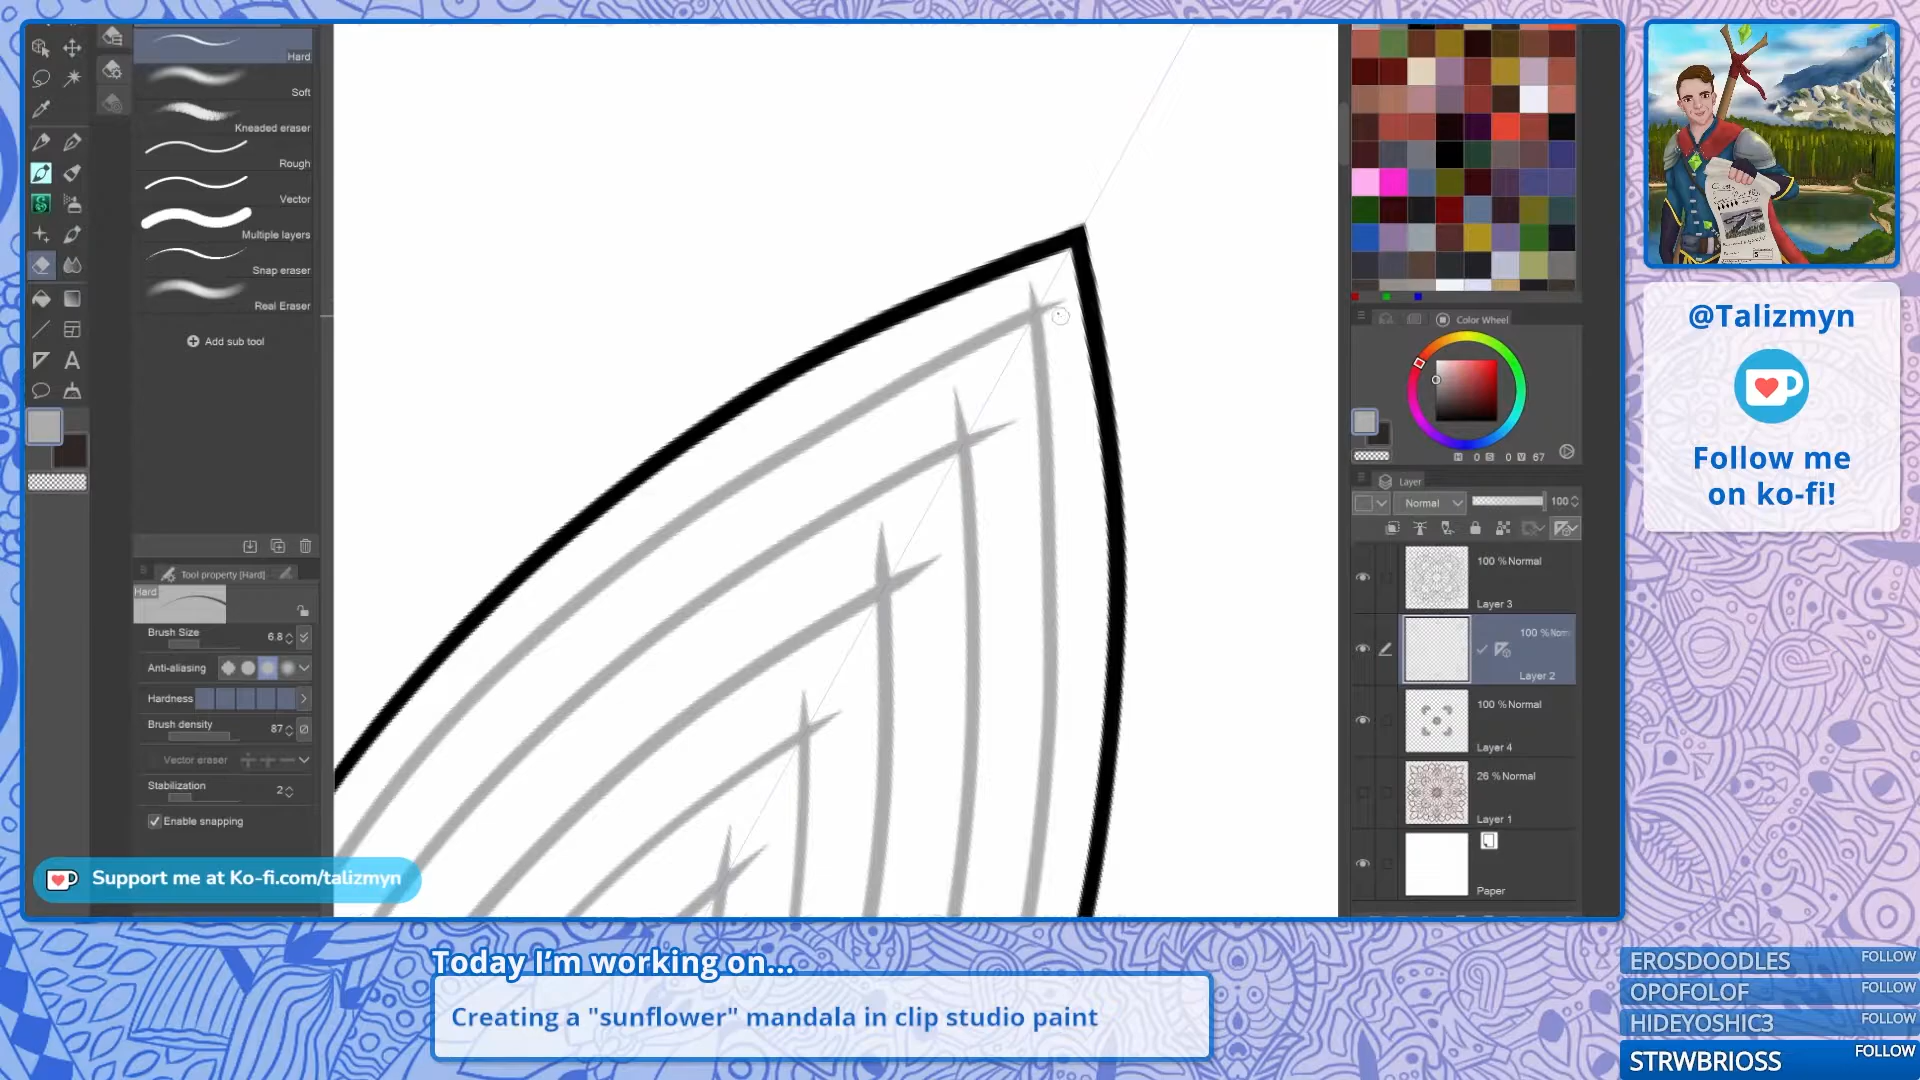 Hard
Soft
Kneaded eraser
Rough
Vector
Multiple layers
Snap eraser
Real Eraser
Add sub tool
Tool property [Hard]
Hard
Brush Size 6.8
Anti-aliasing
Hardness
Brush density 87
Vector eraser
Stabilization 2
Enable snapping
Support me at Ko-fi.com/talizmyn
Color Wheel
H 0 S 0 V 67
Layer
Normal 100
100 % Normal
Layer 3
100 % Norm
Layer 2
100 % Normal
Layer 4
26 % Normal
Layer 1
Paper
@Talizmyn
Follow me
on ko-fi!
Today I'm working on...
Creating a "sunflower" mandala in clip studio paint
EROSDOODLES FOLLOW
OPOFOLOF FOLLOW
HIDEYOSHIC3 FOLLOW
STRWBRIOSS FOLLOW